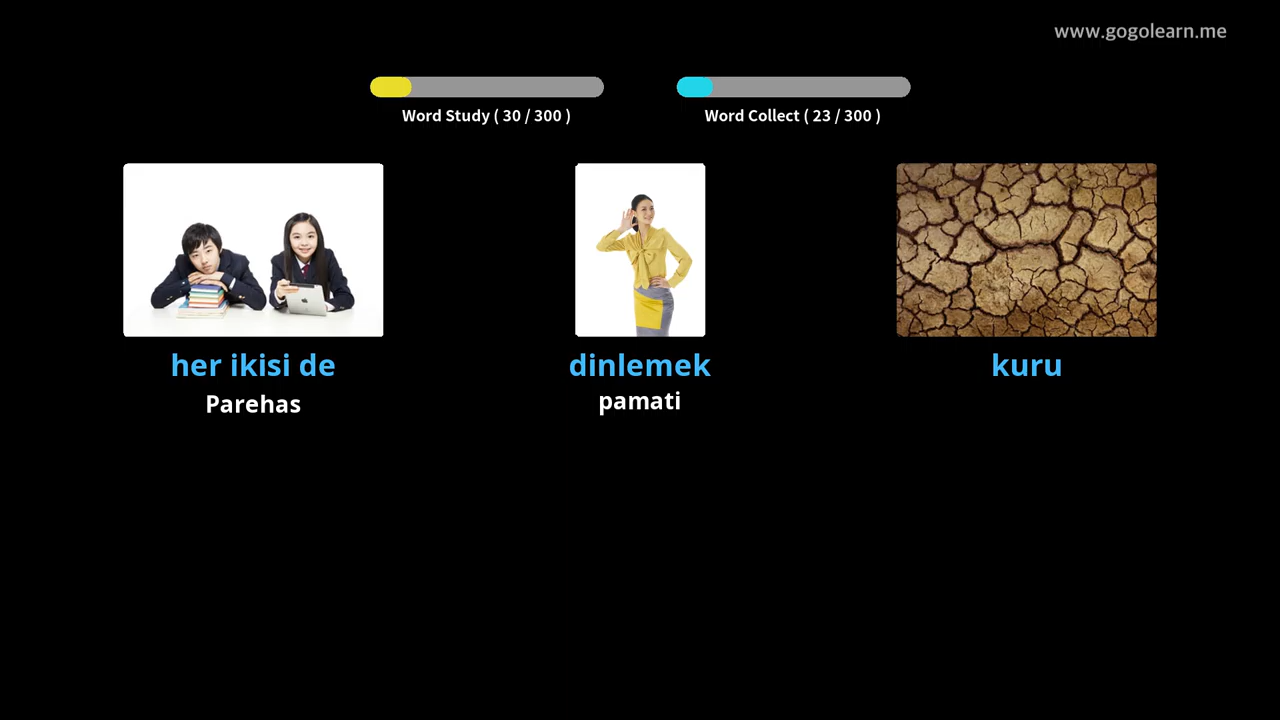 www.gogolearn.me
Word Study ( 30 / 300 )
Word Collect ( 23 / 300 )
her ikisi de
dinlemek
kuru
Parehas
pamati